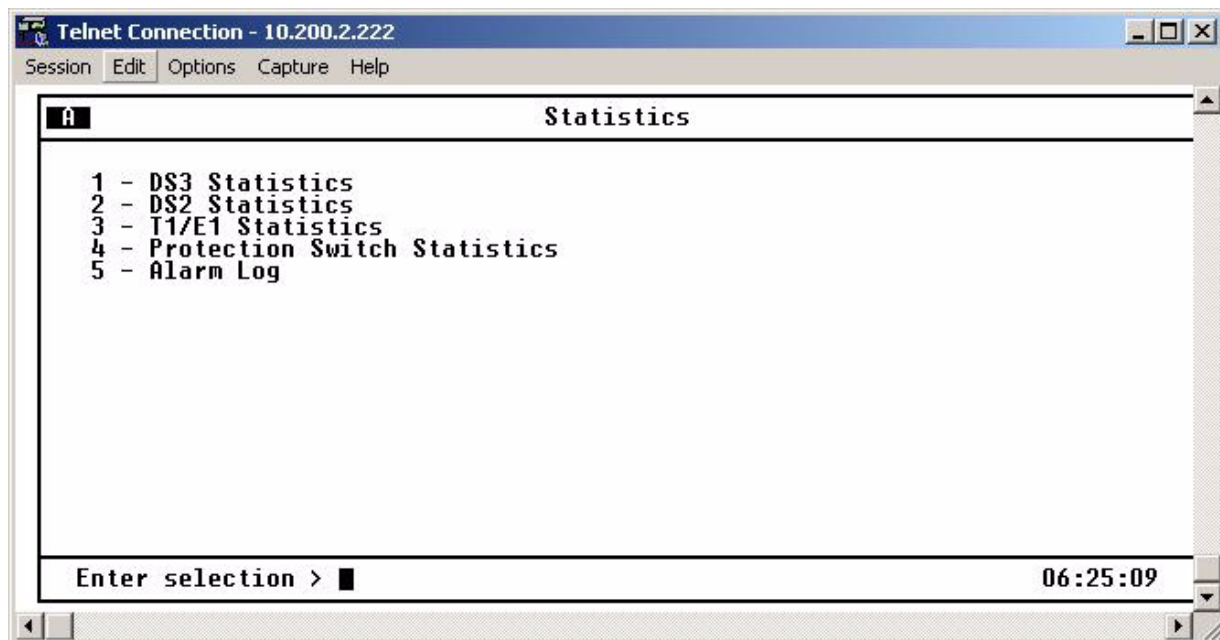 Telnet Connection - 10.200.2.222
Session Edit Options Capture Help
A Statistics
1 - DS3 Statistics
2 - DS2 Statistics
3 - T1/E1 Statistics
4 - Protection Switch Statistics
5 - Alarm Log
Enter selection > 06:25:09